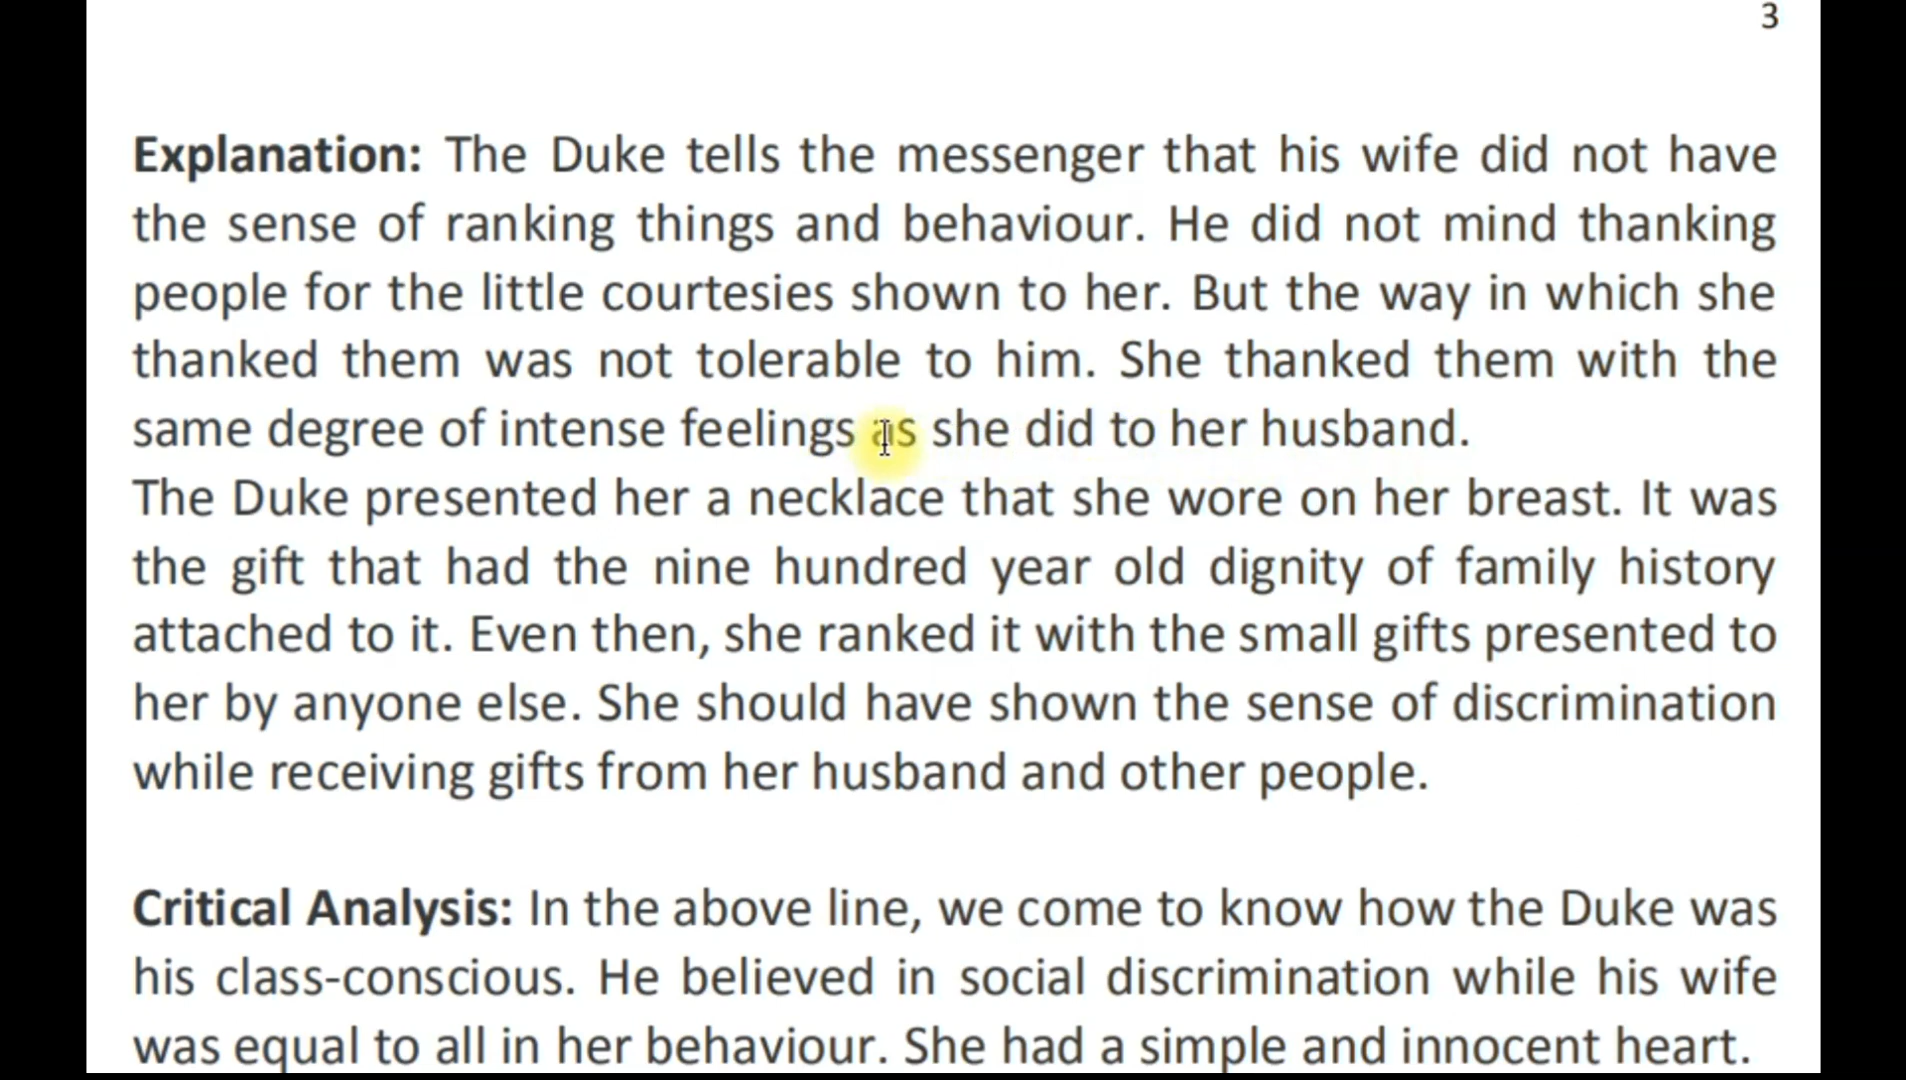 3
Explanation: The Duke tells the messenger that his wife did not have
the sense of ranking things and behaviour. He did not mind thanking
people for the little courtesies shown to her. But the way in which she
thanked them was not tolerable to him. She thanked them with the
same degree of intense feelings as she did to her husband.
The Duke presented her a necklace that she wore on her breast. It was
the gift that had the nine hundred year old dignity of family history
attached to it. Even then, she ranked it with the small gifts presented to
her by anyone else. She should have shown the sense of discrimination
while receiving gifts from her husband and other people.
Critical Analysis: In the above line, we come to know how the Duke was
his class-conscious. He believed in social discrimination while his wife
was equal to all in her behaviour. She had a simple and innocent heart.